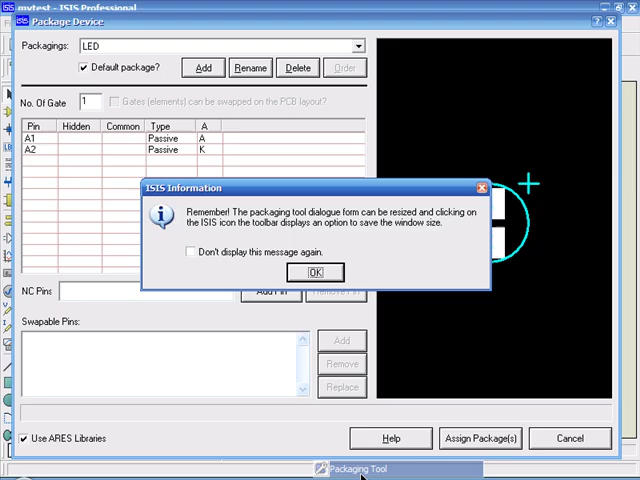 mytest - ISIS Professional
Package Device
Packagings: LED
Default package? Add Rename Delete Order
No. Of Gate 1 Gates (elements) can be swapped on the PCB layout?
Pin Hidden Common Type A
A1 Passive A
A2 Passive K
ISIS Information
Remember! The packaging tool dialogue form can be resized and clicking on
the ISIS icon the toolbar displays an option to save the window size.
Don't display this message again.
OK
NC Pins Add Pin Remove Pin
Swapable Pins:
Add
Remove
Replace
Use ARES Libraries Help Assign Package(s) Cancel
Packaging Tool